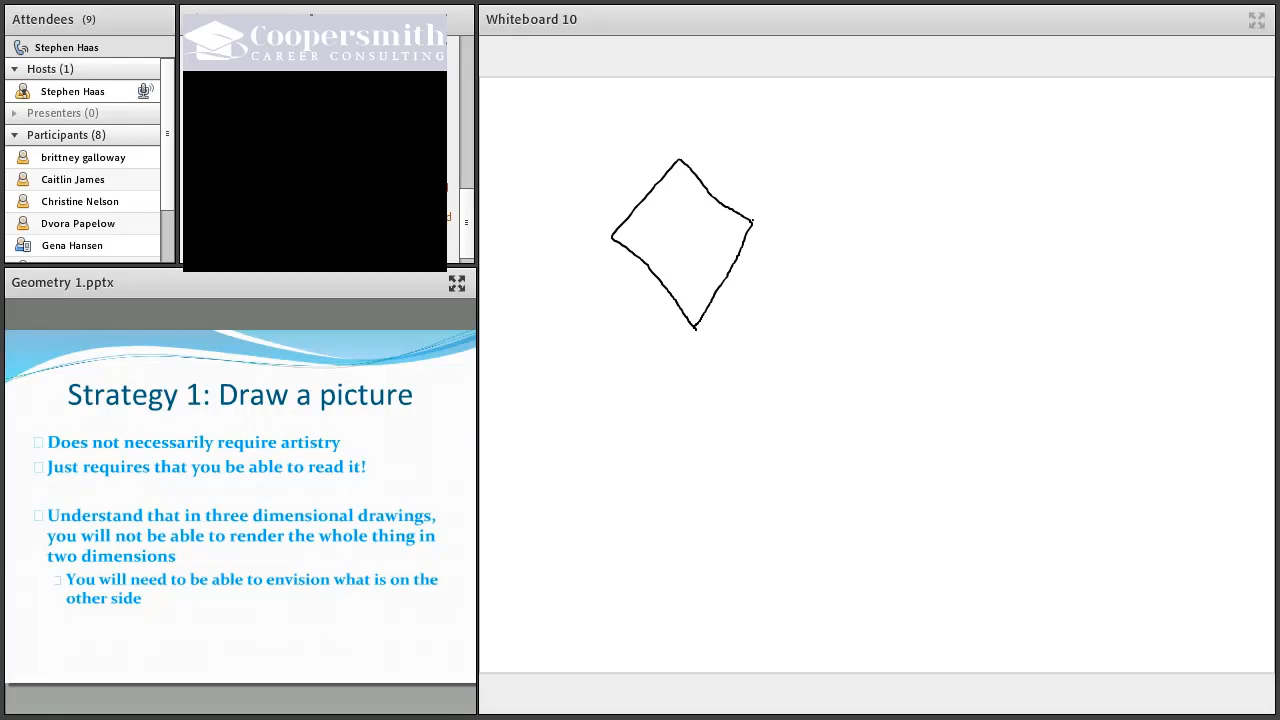 Attendees (9)
Stephen Haas
Hosts (1)
Stephen Haas
Presenters (0)
Participants (8)
brittney galloway
Caitlin James
Christine Nelson
Dvora Papelow
Gena Hansen
Coopersmith
CAREER CONSULTING
d
Whiteboard 10
Geometry 1.pptx
Strategy 1: Draw a picture
Does not necessarily require artistry
Just requires that you be able to read it!
Understand that in three dimensional drawings,
you will not be able to render the whole thing in
two dimensions
You will need to be able to envision what is on the
other side